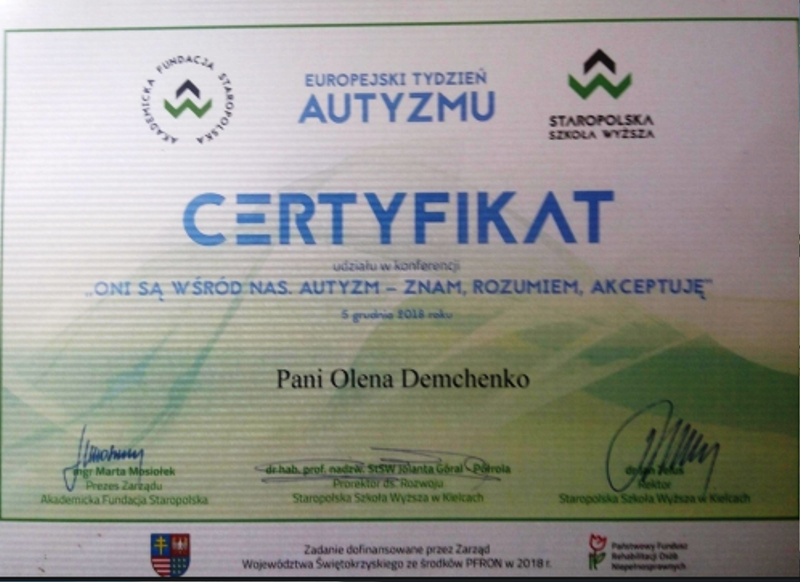 AKADEMICKA FUNDACJA STAROPOLSKA
EUROPEJSKI TYDZIEŃ
AUTYZMU
STAROPOLSKA
SZKOŁA WYŻSZA
CERTYFIKAT
udziału w konferencji
„ONI SĄ WŚRÓD NAS. AUTYZM – ZNAM, ROZUMIEM, AKCEPTUJĘ”
5 grudnia 2018 roku
Pani Olena Demchenko
mgr Marta Mosiołek
Prezes Zarządu
Akademicka Fundacja Staropolska
dr hab. prof. nadzw. StSW Jolanta Góral - Półrola
Prorektor ds. Rozwoju
Staropolska Szkoła Wyższa w Kielcach
Rektor
Staropolska Szkoła Wyższa w Kielcach
Zadanie dofinansowane przez Zarząd
Województwa Świętokrzyskiego ze środków PFRON w 2018 r.
Państwowy Fundusz
Rehabilitacji Osób
Niepełnosprawnych